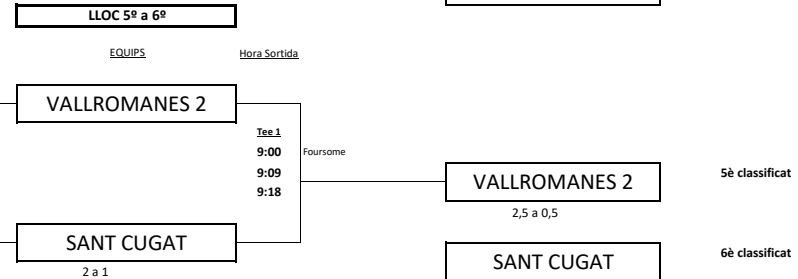 LLOC 5º a 6º
EQUIPS Hora Sortida
VALLROMANES 2
Tee 1
9:00 Foursome
9:09
9:18
VALLROMANES 2 5è classificat
2,5 a 0,5
SANT CUGAT
2 a 1
SANT CUGAT 6è classificat